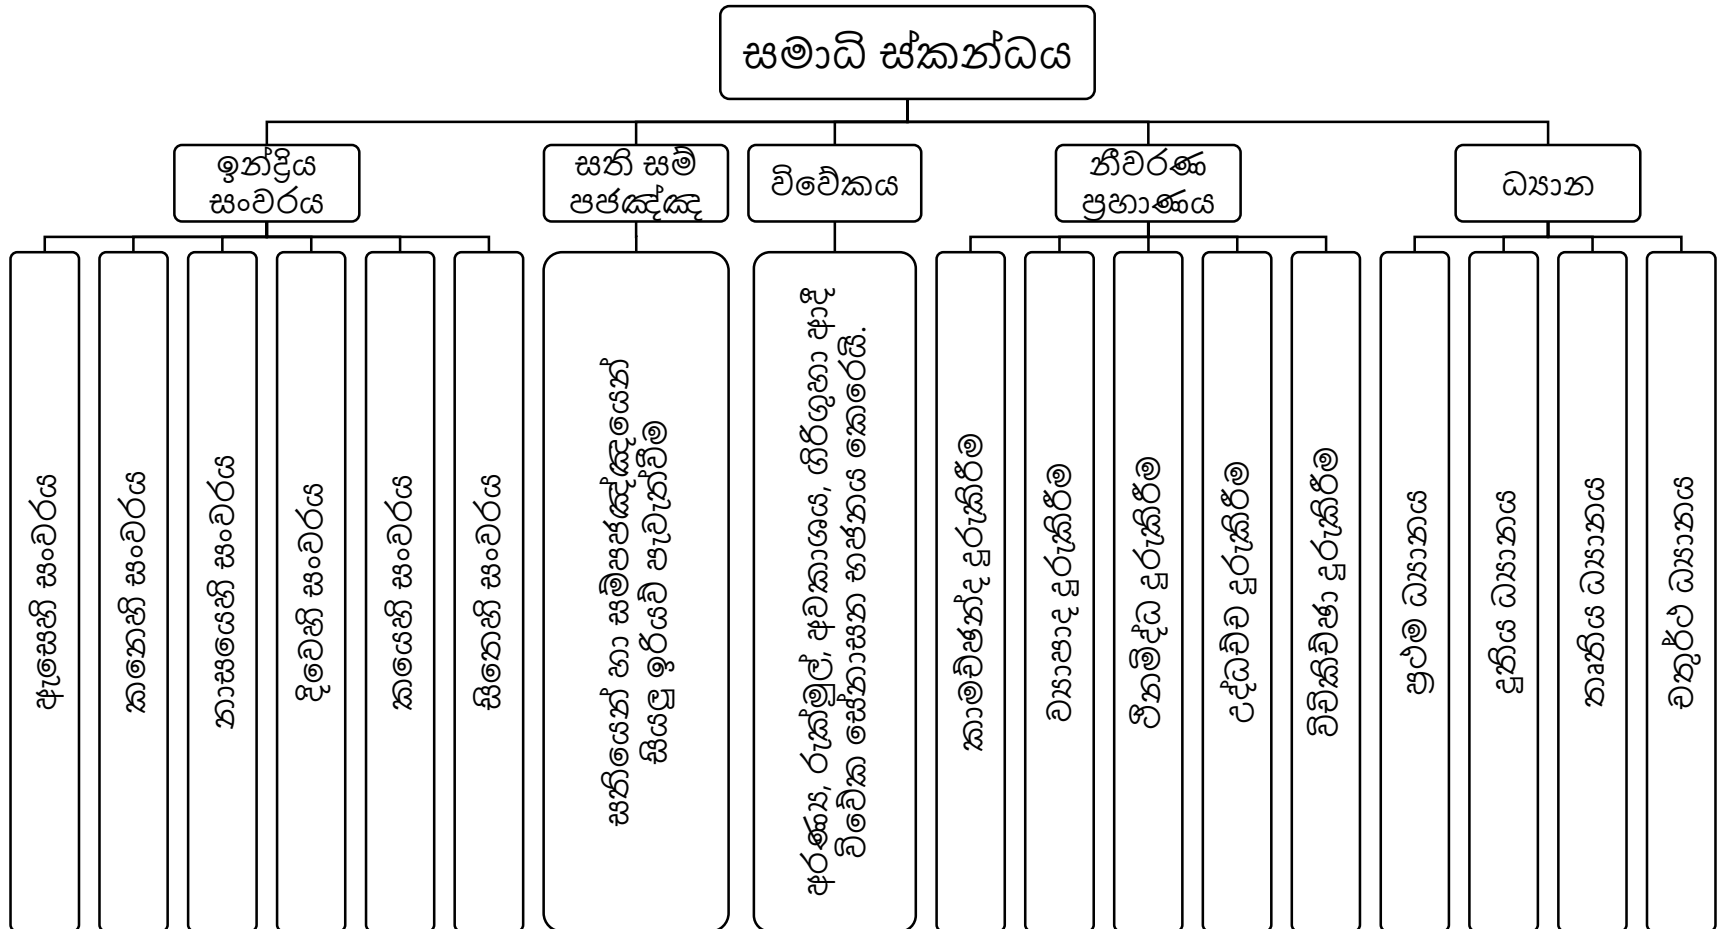 සමාධි ස්කන්ධය
ඉන්ද්‍රිය
සංවරය
සති සම්
පජඤ්ඤ
විවේකය
නීවරණ
ප්‍රහාණය
ධ්‍යාන
ඇසෙහි සංවරය
කනෙහි සංවරය
නාසයෙහි සංවරය
දිවෙහි සංවරය
කයෙහි සංවරය
සිතෙහි සංවරය
සතියෙන් හා සම්පජඤ්ඤයෙන්
සියලු ඉරියව් පැවැත්වීම
අරණ්‍ය, රුක්මුල්, අවකාශය, ගිරිගුහා ආදී
විවේක සේනාසන භජනය කෙරෙයි.
කාමච්ඡන්ද දුරුකිරීම
ව්‍යාපාද දුරුකිරීම
ථිනමිද්ධ දුරුකිරීම
උද්ධච්ච දුරුකිරීම
විචිකිච්ඡා දුරුකිරීම
ප්‍රථම ධ්‍යානය
දුතිය ධ්‍යානය
තෘතිය ධ්‍යානය
චතුර්ථ ධ්‍යානය